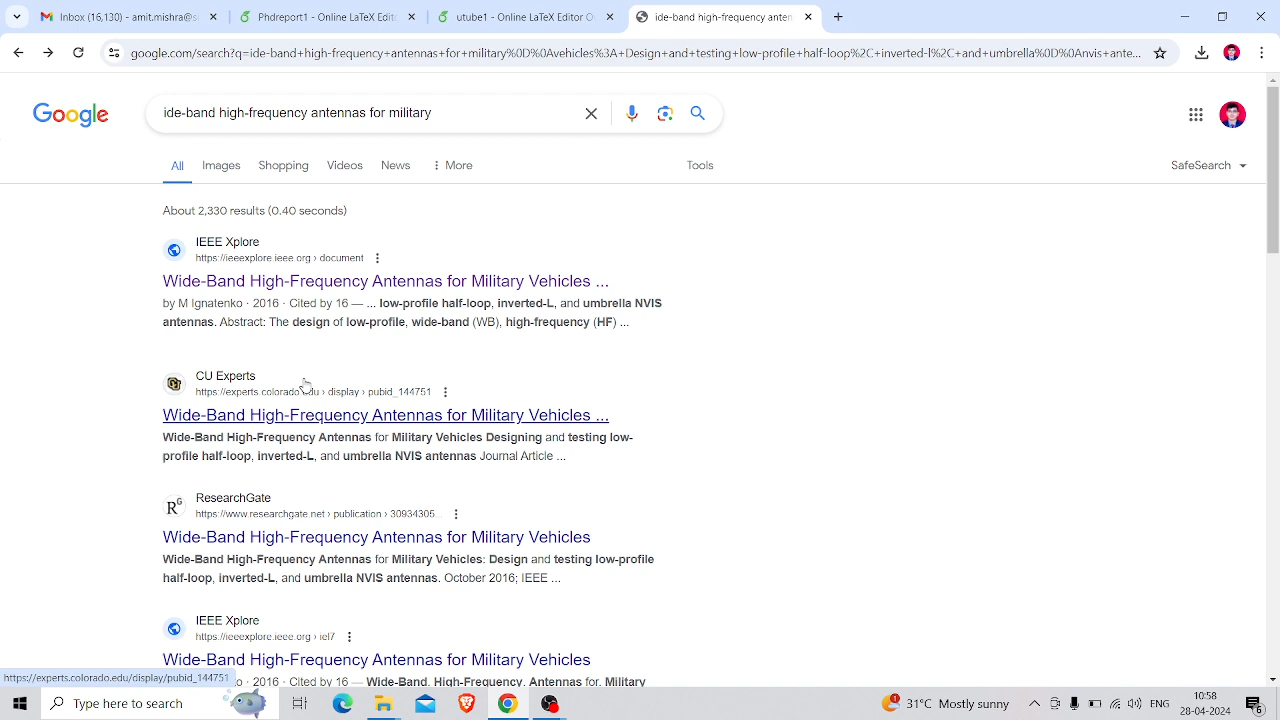 Inbox (16,130) - amit.mishra@s
Phdreport1 - Online LaTeX Edit
utube1 - Online LaTeX Editor O
ide-band high-frequency anten
google.com/search?q=ide-band+high-frequency+antennas+for+military%0D%0Avehicles%3A+Design+and+testing+low-profile+half-loop%2C+inverted-l%2C+and+umbrella%0D%0Anvis+ante...
Google
ide-band high-frequency antennas for military
All Images Shopping Videos News More Tools SafeSearch
About 2,330 results (0.40 seconds)
IEEE Xplore
https://ieeexplore.ieee.org › document
Wide-Band High-Frequency Antennas for Military Vehicles ...
by M Ignatenko · 2016 · Cited by 16 — ... low-profile half-loop, inverted-L, and umbrella NVIS
antennas. Abstract: The design of low-profile, wide-band (WB), high-frequency (HF) ...
CU Experts
https://experts.colorado.edu › display › pubid_144751
Wide-Band High-Frequency Antennas for Military Vehicles ...
Wide-Band High-Frequency Antennas for Military Vehicles Designing and testing low-
profile half-loop, inverted-L, and umbrella NVIS antennas Journal Article ...
RG
ResearchGate
https://www.researchgate.net › publication › 30934305...
Wide-Band High-Frequency Antennas for Military Vehicles
Wide-Band High-Frequency Antennas for Military Vehicles: Design and testing low-profile
half-loop, inverted-L, and umbrella NVIS antennas. October 2016; IEEE ...
IEEE Xplore
https://ieeexplore.ieee.org › iel7
Wide-Band High-Frequency Antennas for Military Vehicles
https://experts.colorado.edu/display/pubid_144751
o · 2016 · Cited by 16 — Wide-Band. High-Frequency Antennas for. Military
Type here to search
31°C Mostly sunny
ENG
10:58
28-04-2024
6